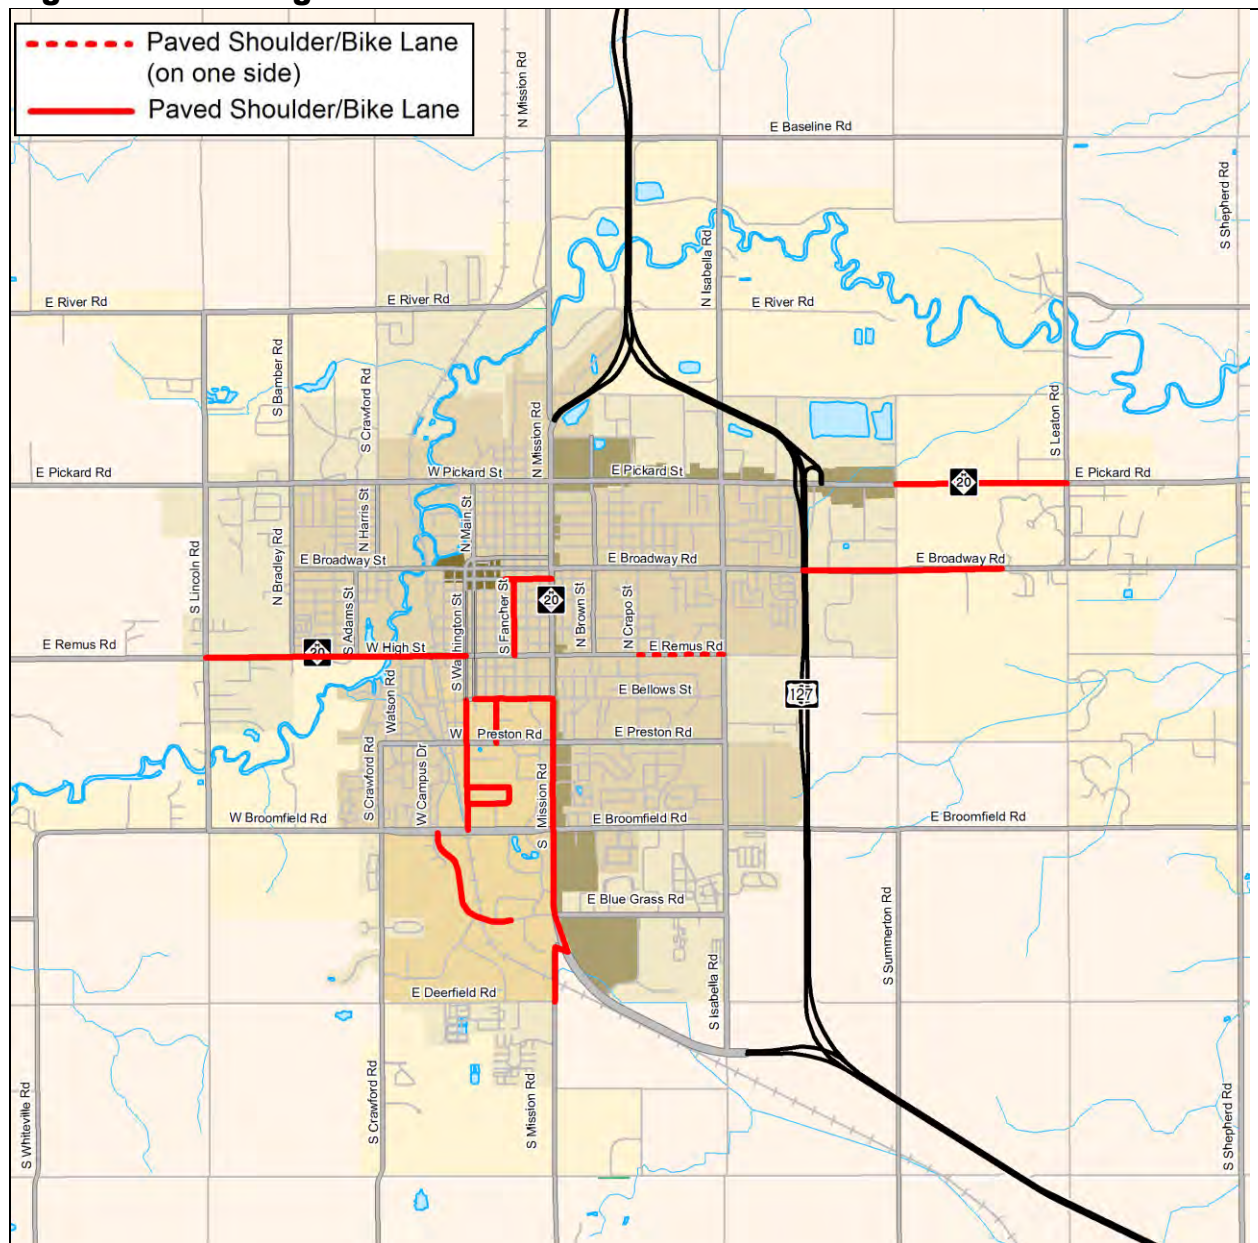 Paved Shoulder/Bike Lane
(on one side)
Paved Shoulder/Bike Lane
N Mission Rd
E Baseline Rd
S Shepherd Rd
N Isabella Rd
E River Rd
E River Rd
E River Rd
S Bamber Rd
S Crawford Rd
N Mission Rd
S Leaton Rd
E Pickard Rd
W Pickard St
E Pickard St
20
E Pickard Rd
N Harris St
N Main St
S Lincoln Rd
N Bradley Rd
E Broadway St
E Broadway Rd
E Broadway Rd
S Adams St
S Washington St
S Fancher St
20
N Brown St
N Crapo St
E Remus Rd
20
W High St
E Remus Rd
Watson Rd
E Bellows St
127
W Preston Rd
E Preston Rd
S Crawford Rd
W Campus Dr
S Mission Rd
W Broomfield Rd
E Broomfield Rd
E Broomfield Rd
E Blue Grass Rd
S Summerton Rd
S Isabella Rd
E Deerfield Rd
S Whiteville Rd
S Crawford Rd
S Mission Rd
S Shepherd Rd